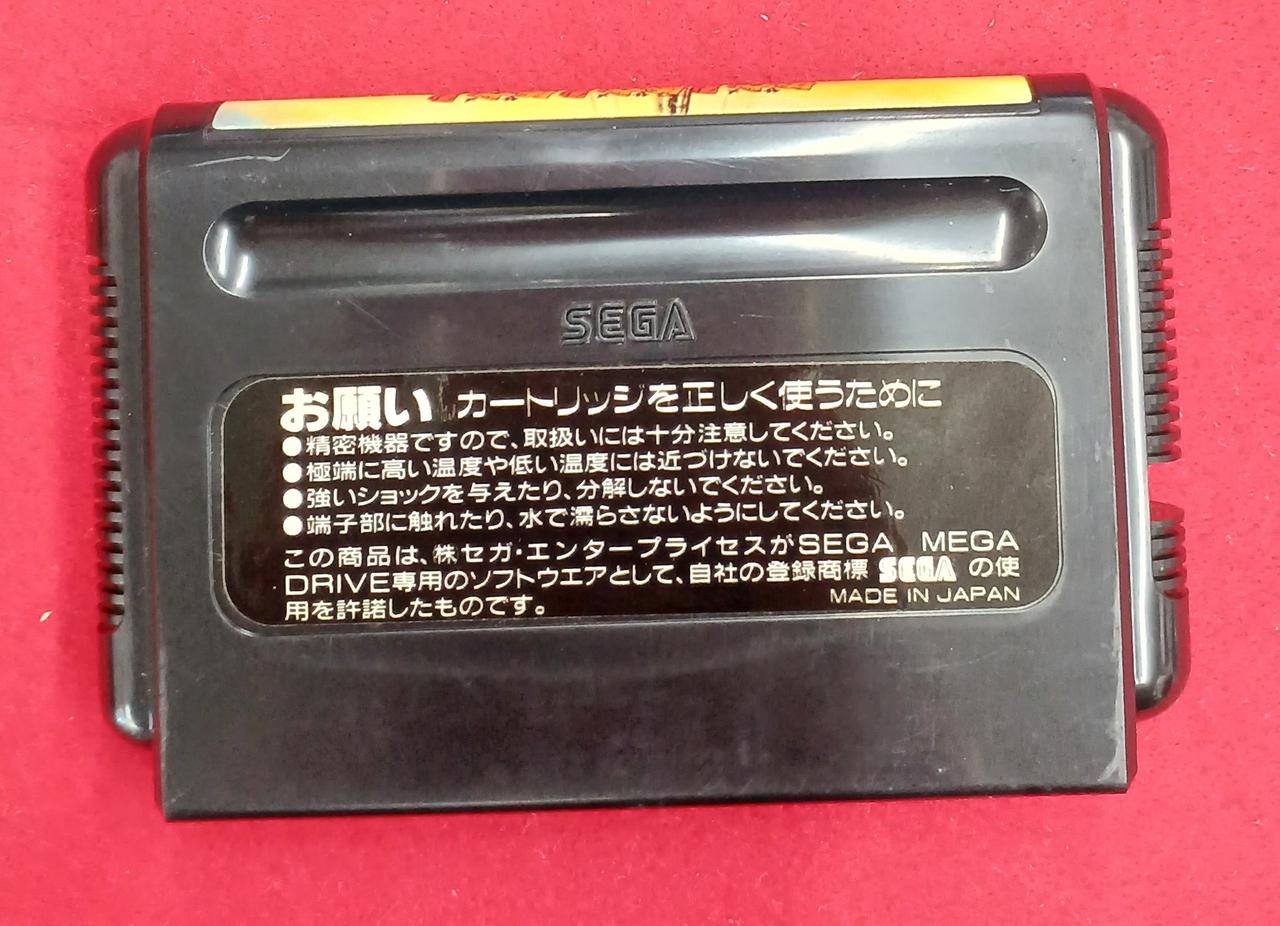 SEGA
お願い カートリッジを正しく使うために
●精密機器ですので、取扱いには十分注意してください。
●極端に高い温度や低い温度には近づけないでください。
●強いショックを与えたり、分解しないでください。
●端子部に触れたり、水で濡らさないようにしてください。
この商品は、㈱セガ・エンタープライゼスがSEGA MEGA
DRIVE専用のソフトウエアとして、自社の登録商標 SEGA の使
用を許諾したものです。
MADE IN JAPAN